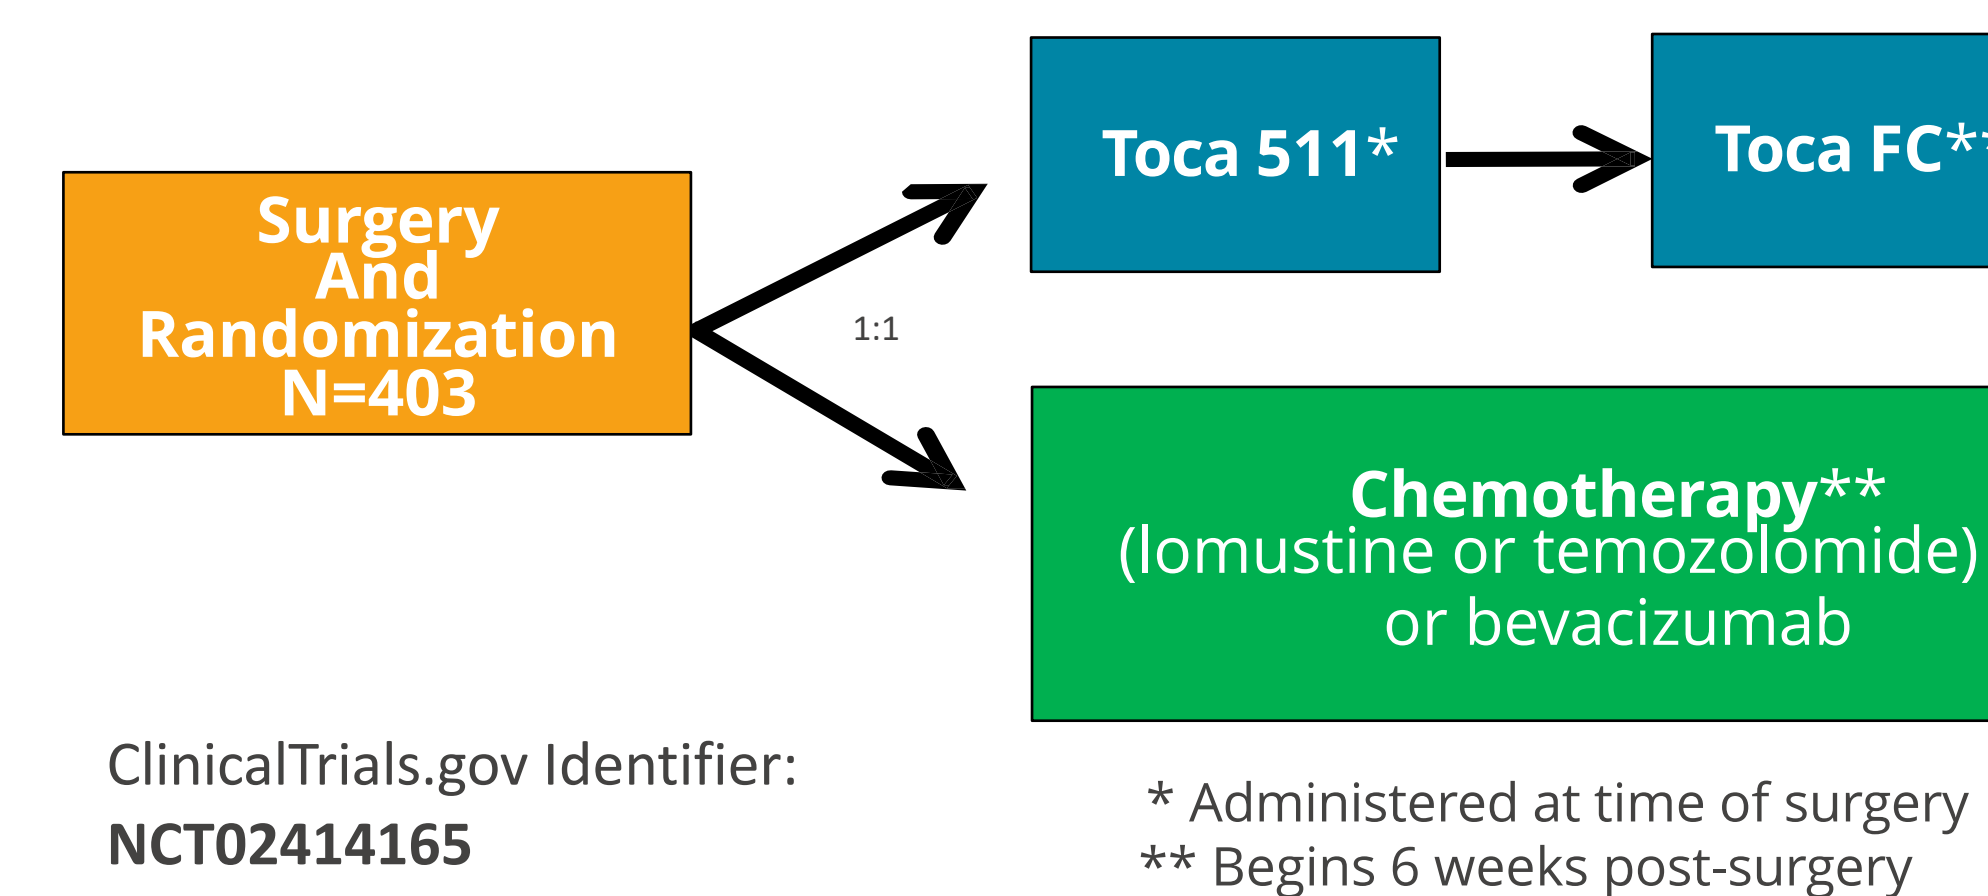 Surgery
And
Randomization
N=403
1:1
Toca 511*
Toca FC**
Chemotherapy**
(lomustine or temozolomide)
or bevacizumab
ClinicalTrials.gov Identifier:
NCT02414165
* Administered at time of surgery
** Begins 6 weeks post-surgery